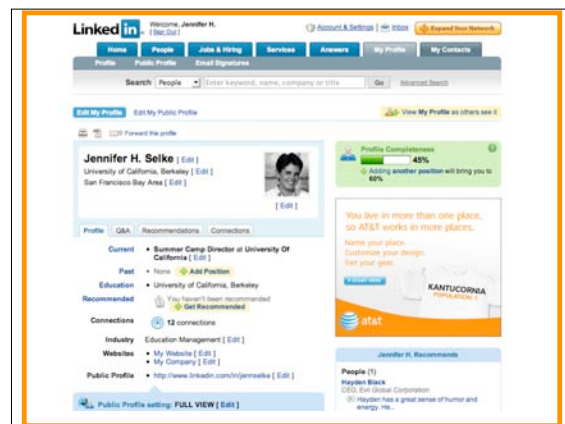 Linked in
Welcome, Jennifer H.
[ Sign Out ]
Account & Settings | Inbox
Expand Your Network
Home People Jobs & Hiring Services Answers My Profile My Contacts
Profile Public Profile Email Signatures
Search People Enter keyword, name, company or title Go Advanced Search
Edit My Profile Edit My Public Profile
View My Profile as others see it
Forward this profile
Jennifer H. Selke [ Edit ]
University of California, Berkeley [ Edit ]
San Francisco Bay Area [ Edit ]
[ Edit ]
Profile Completeness
45%
Adding another position will bring you to
60%
Profile Q&A Recommendations Connections
Current • Summer Camp Director at University Of
California [ Edit ]
Past • None Add Position
Education • University of California, Berkeley
Recommended You haven't been recommended
Get Recommended
Connections 12 connections
Industry Education Management [ Edit ]
Websites • My Website [ Edit ]
• My Company [ Edit ]
Public Profile • http://www.linkedin.com/in/jennselke [ Edit ]
Public Profile setting: FULL VIEW [ Edit ]
You live in more than one place.
so AT&T works in more places.
Name your place.
Customize your design.
Get your gear.
KANTUCORNIA
POPULATION: 1
at&t
Jennifer H. Recommends
People (1)
Hayden Black
CEO, Evil Global Corporation
Hayden has a great sense of humor and
energy. He...